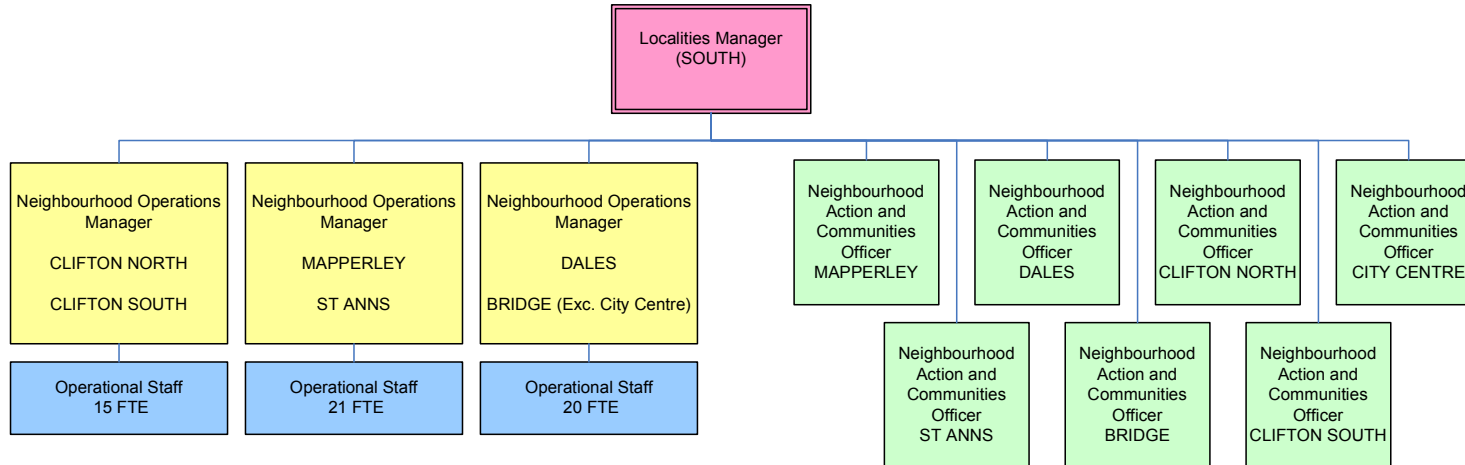 Localities Manager
(SOUTH)
Neighbourhood Operations
Manager
CLIFTON NORTH
CLIFTON SOUTH
Neighbourhood Operations
Manager
MAPPERLEY
ST ANNS
Neighbourhood Operations
Manager
DALES
BRIDGE (Exc. City Centre)
Neighbourhood
Action and
Communities
Officer
MAPPERLEY
Neighbourhood
Action and
Communities
Officer
DALES
Neighbourhood
Action and
Communities
Officer
CLIFTON NORTH
Neighbourhood
Action and
Communities
Officer
CITY CENTRE
Operational Staff
15 FTE
Operational Staff
21 FTE
Operational Staff
20 FTE
Neighbourhood
Action and
Communities
Officer
ST ANNS
Neighbourhood
Action and
Communities
Officer
BRIDGE
Neighbourhood
Action and
Communities
Officer
CLIFTON SOUTH